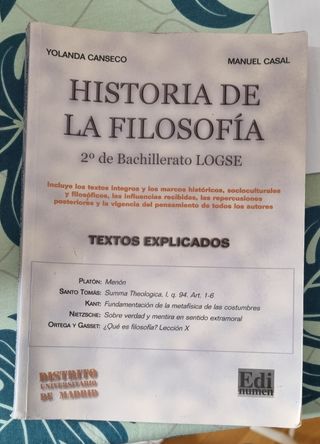 YOLANDA CANSECO
MANUEL CASAL
HISTORIA DE
LA FILOSOFÍA
2º de Bachillerato LOGSE
Incluye los textos íntegros y los marcos históricos, socioculturales
y filosóficos, las influencias recibidas, las repercusiones
posteriores y la vigencia del pensamiento de todos los autores
TEXTOS EXPLICADOS
PLATÓN: Menón
SANTO TOMÁS: Summa Theologica. I, q. 94. Art. 1-6
KANT: Fundamentación de la metafísica de las costumbres
NIETZSCHE: Sobre verdad y mentira en sentido extramoral
ORTEGA Y GASSET: ¿Qué es filosofía? Lección X
DISTRITO
UNIVERSITARIO
DE MADRID
Edi
numen